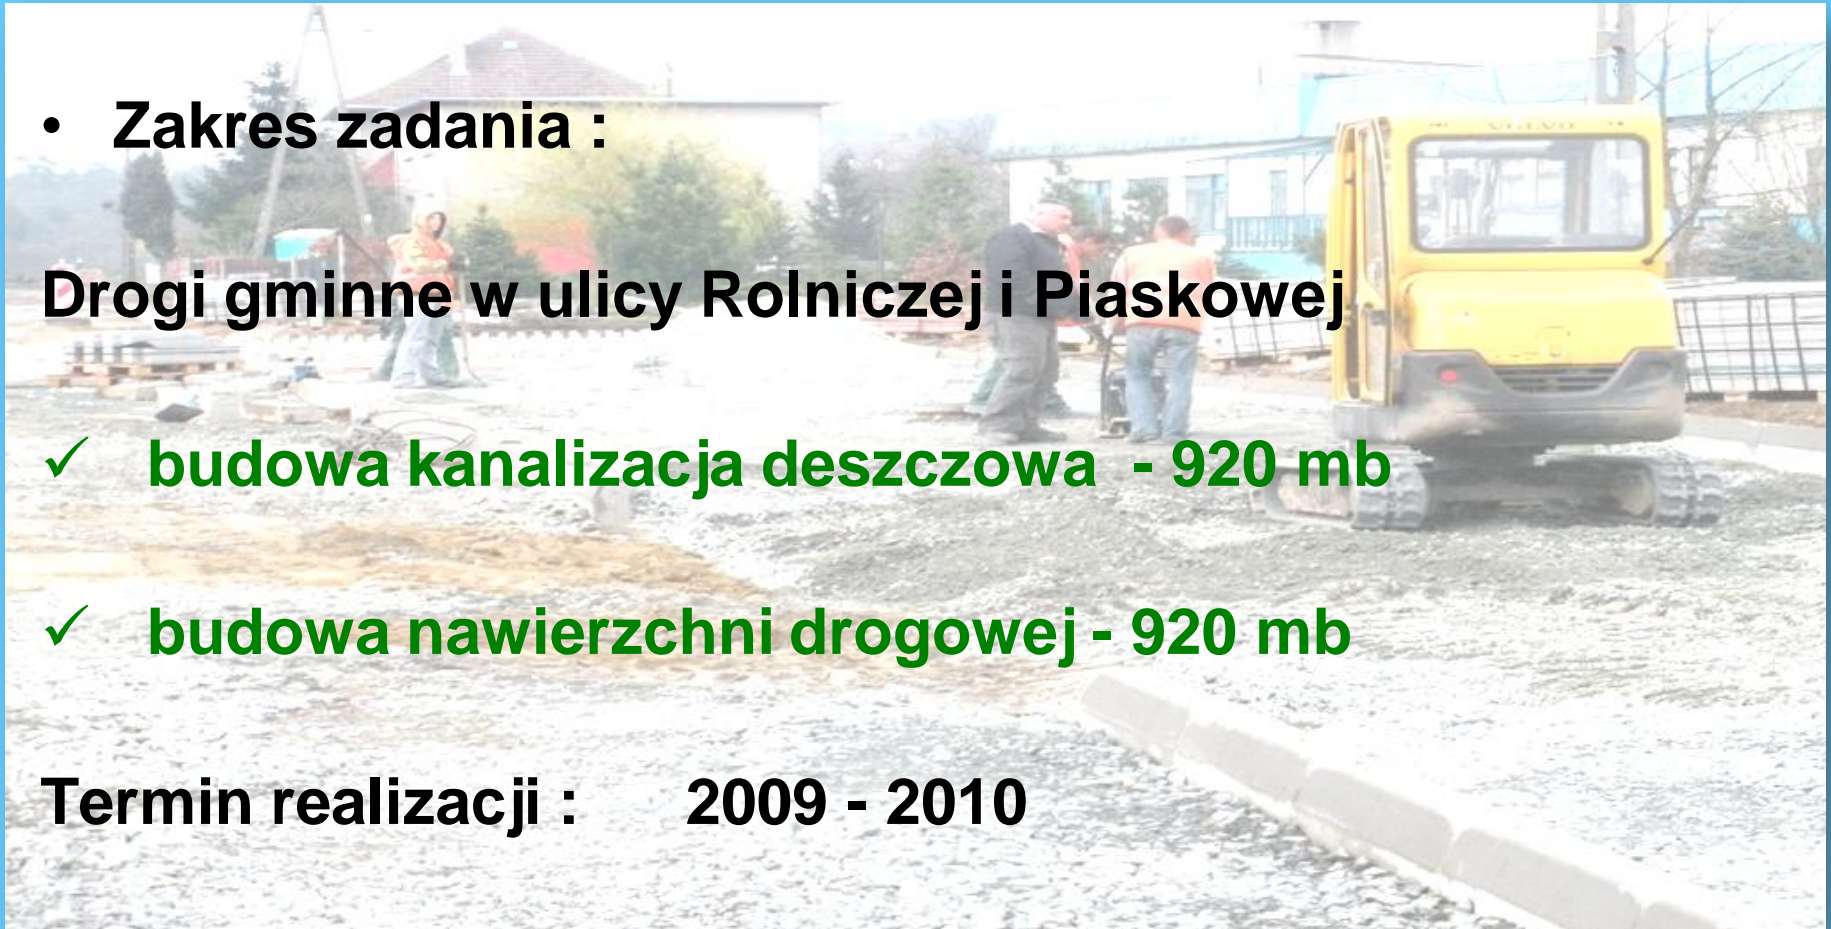 • Zakres zadania :
Drogi gminne w ulicy Rolniczej i Piaskowej
✓ budowa kanalizacja deszczowa - 920 mb
✓ budowa nawierzchni drogowej - 920 mb
Termin realizacji : 2009 - 2010
VOLVO